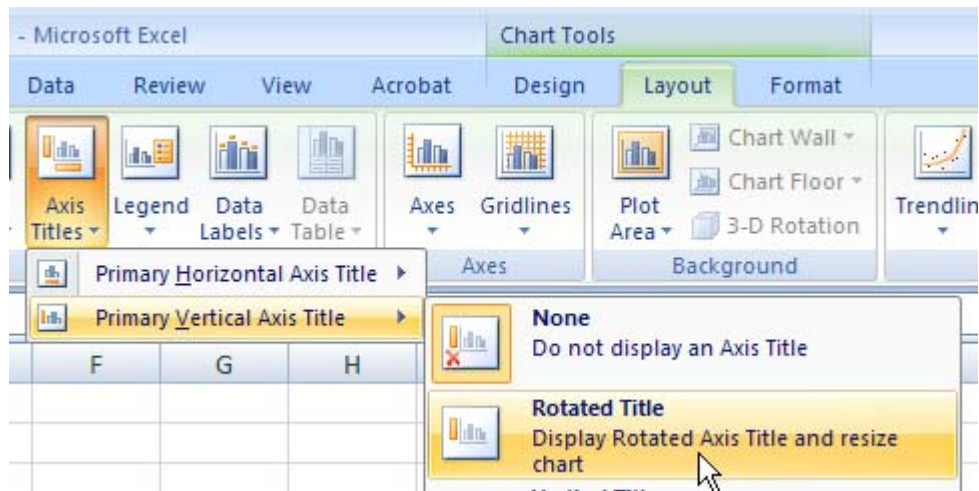 - Microsoft Excel Chart Tools
Data Review View Acrobat Design Layout Format
Axis Titles Legend Data Labels Data Table Axes Gridlines Plot Area Chart Wall Chart Floor 3-D Rotation
Axes Background
Primary Horizontal Axis Title
Primary Vertical Axis Title
None
Do not display an Axis Title
F G H
Rotated Title
Display Rotated Axis Title and resize
chart